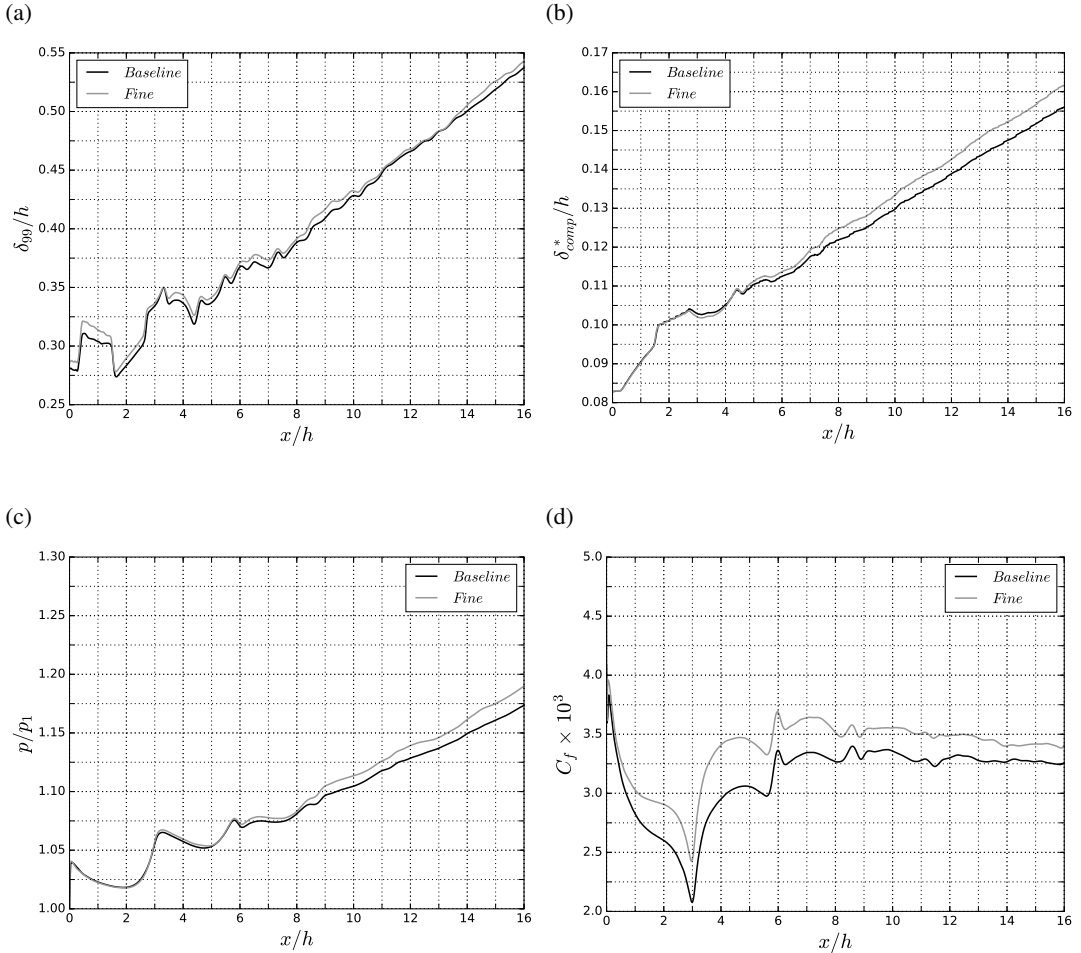 (a)
0.55
0.50
0.45
0.40
0.35
0.30
0.25
δ99/h
Baseline
Fine
0 2 4 6 8 10 12 14 16
x/h
(b)
0.17
0.16
0.15
0.14
0.13
0.12
0.11
0.10
0.09
0.08
δ*comp/h
Baseline
Fine
0 2 4 6 8 10 12 14 16
x/h
(c)
1.30
1.25
1.20
1.15
1.10
1.05
1.00
p/p1
Baseline
Fine
0 2 4 6 8 10 12 14 16
x/h
(d)
5.0
4.5
4.0
3.5
3.0
2.5
2.0
Cf × 10³
Baseline
Fine
0 2 4 6 8 10 12 14 16
x/h